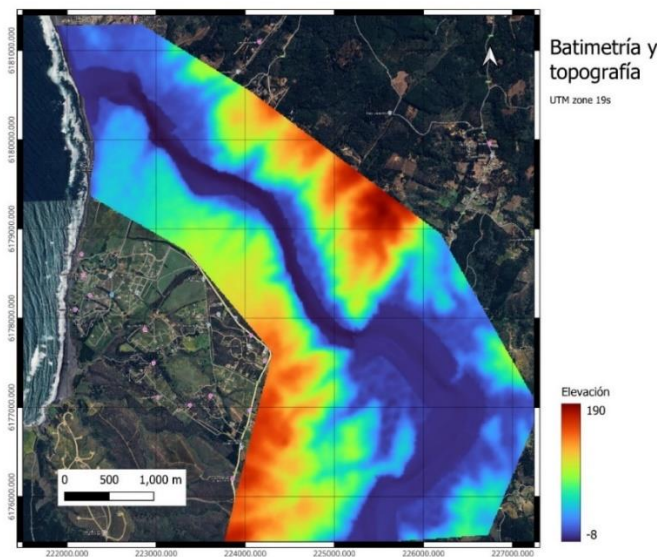 Batimetría y
topografía
UTM zone 19s
6181000.000
6180000.000
6179000.000
6178000.000
6177000.000
6176000.000
Elevación
190
-8
0 500 1,000 m
222000.000 223000.000 224000.000 225000.000 226000.000 227000.000